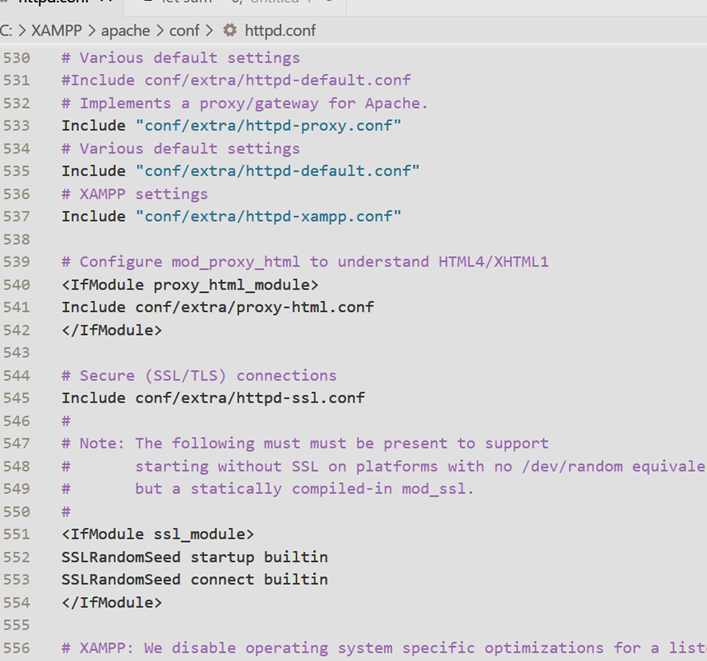 C: > XAMPP > apache > conf > httpd.conf
530 # Various default settings
531 #Include conf/extra/httpd-default.conf
532 # Implements a proxy/gateway for Apache.
533 Include "conf/extra/httpd-proxy.conf"
534 # Various default settings
535 Include "conf/extra/httpd-default.conf"
536 # XAMPP settings
537 Include "conf/extra/httpd-xampp.conf"
538
539 # Configure mod_proxy_html to understand HTML4/XHTML1
540 <IfModule proxy_html_module>
541 Include conf/extra/proxy-html.conf
542 </IfModule>
543
544 # Secure (SSL/TLS) connections
545 Include conf/extra/httpd-ssl.conf
546 #
547 # Note: The following must must be present to support
548 #       starting without SSL on platforms with no /dev/random equivale
549 #       but a statically compiled-in mod_ssl.
550 #
551 <IfModule ssl_module>
552 SSLRandomSeed startup builtin
553 SSLRandomSeed connect builtin
554 </IfModule>
555
556 # XAMPP: We disable operating system specific optimizations for a list